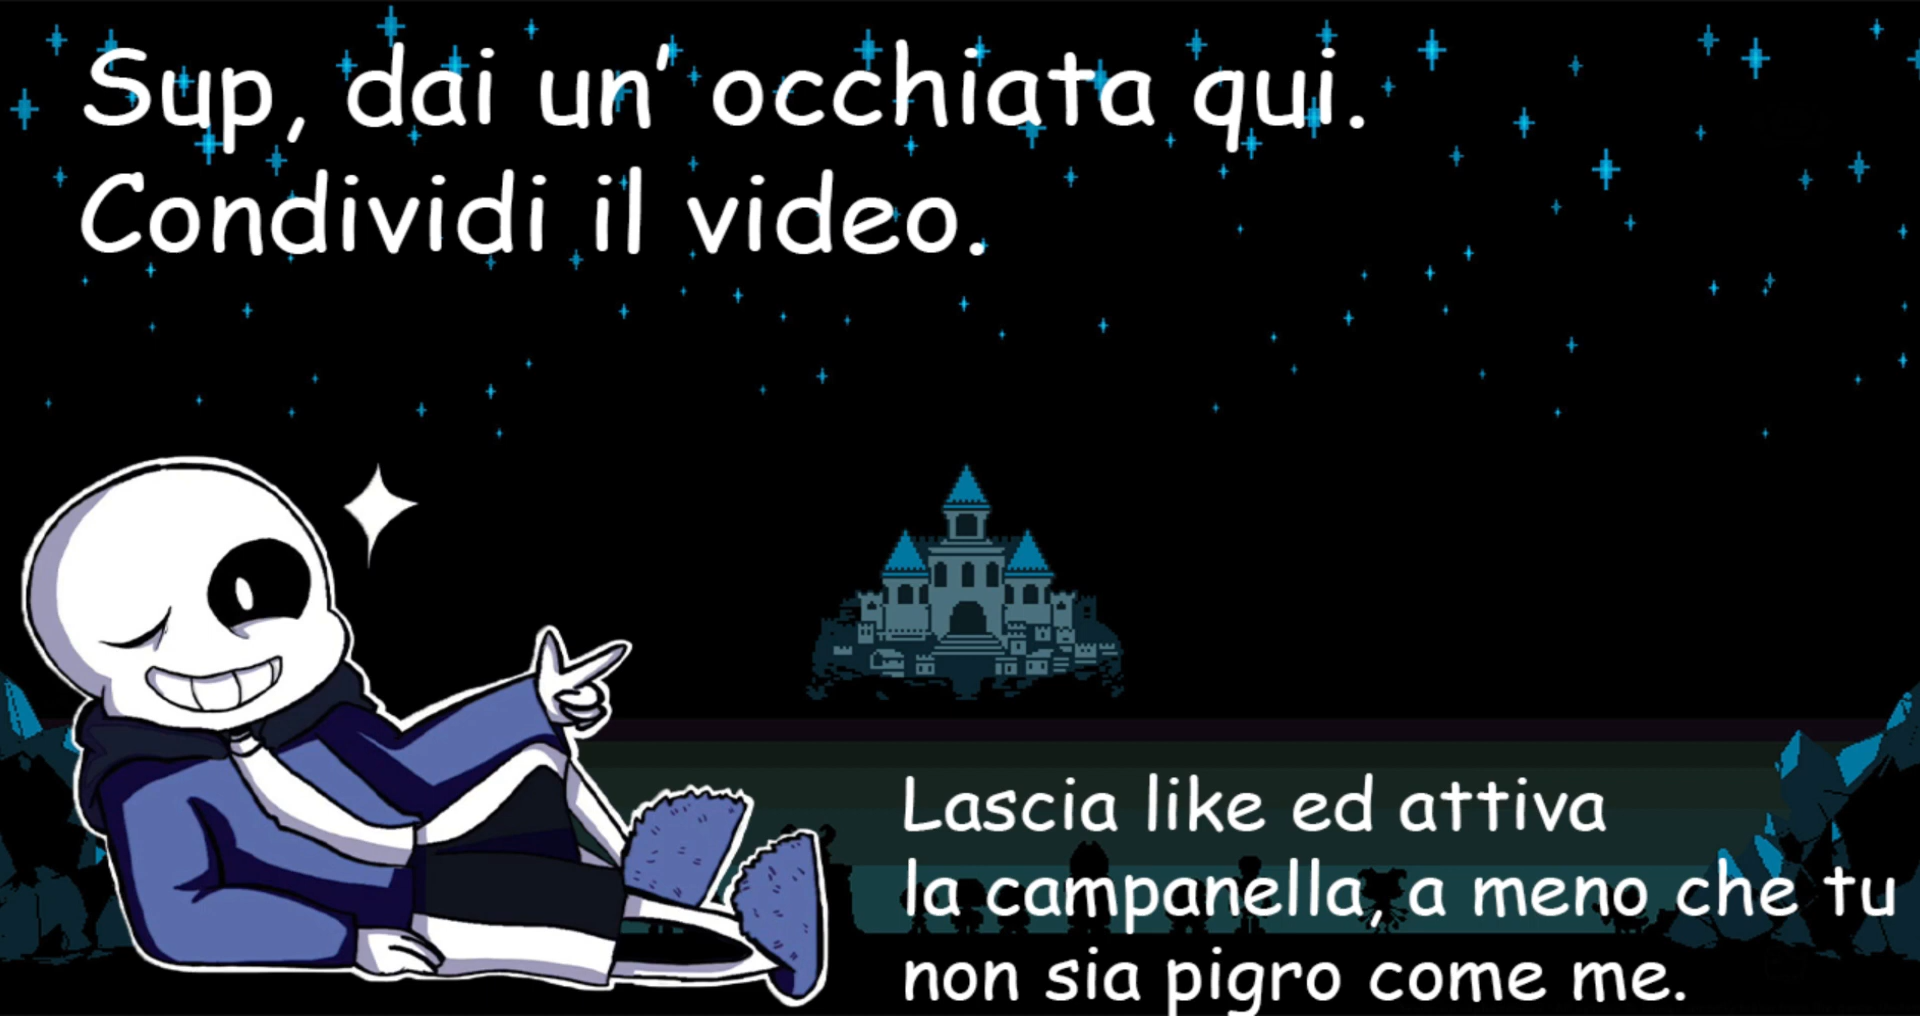 Sup, dai un' occhiata qui.
Condividi il video.
Lascia like ed attiva
la campanella, a meno che tu
non sia pigro come me.